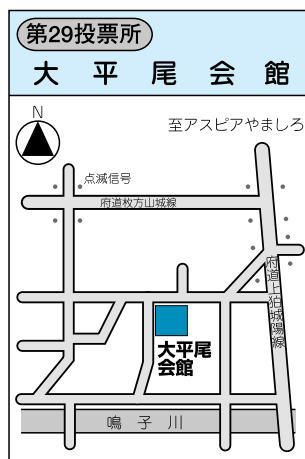 第29投票所
大平尾会館
N
至アスピアやましろ
点滅信号
府道枚方山城線
府道上狛城陽線
大平尾
会館
鳴子川